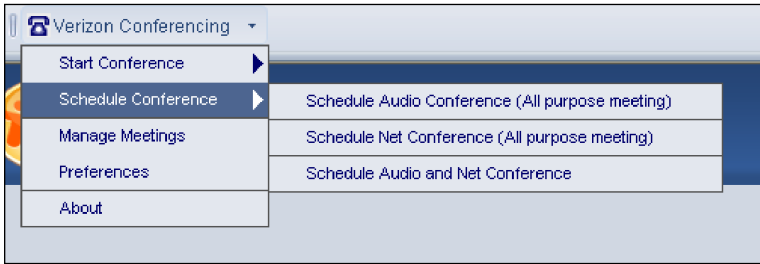 Verizon Conferencing
Start Conference
Schedule Conference
Schedule Audio Conference (All purpose meeting)
Manage Meetings
Schedule Net Conference (All purpose meeting)
Preferences
Schedule Audio and Net Conference
About